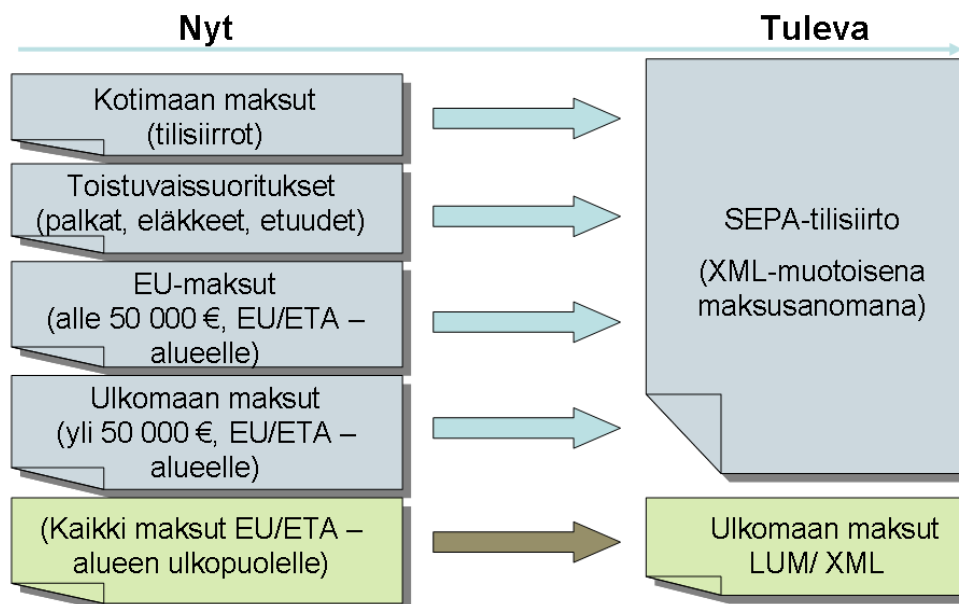 Nyt
Tuleva
Kotimaan maksut
(tilisiirrot)
Toistuvaissuoritukset
(palkat, eläkkeet, etuudet)
EU-maksut
(alle 50 000 €, EU/ETA –
alueelle)
Ulkomaan maksut
(yli 50 000 €, EU/ETA –
alueelle)
(Kaikki maksut EU/ETA –
alueen ulkopuolelle)
SEPA-tilisiirto
(XML-muotoisena
maksusanomana)
Ulkomaan maksut
LUM/ XML